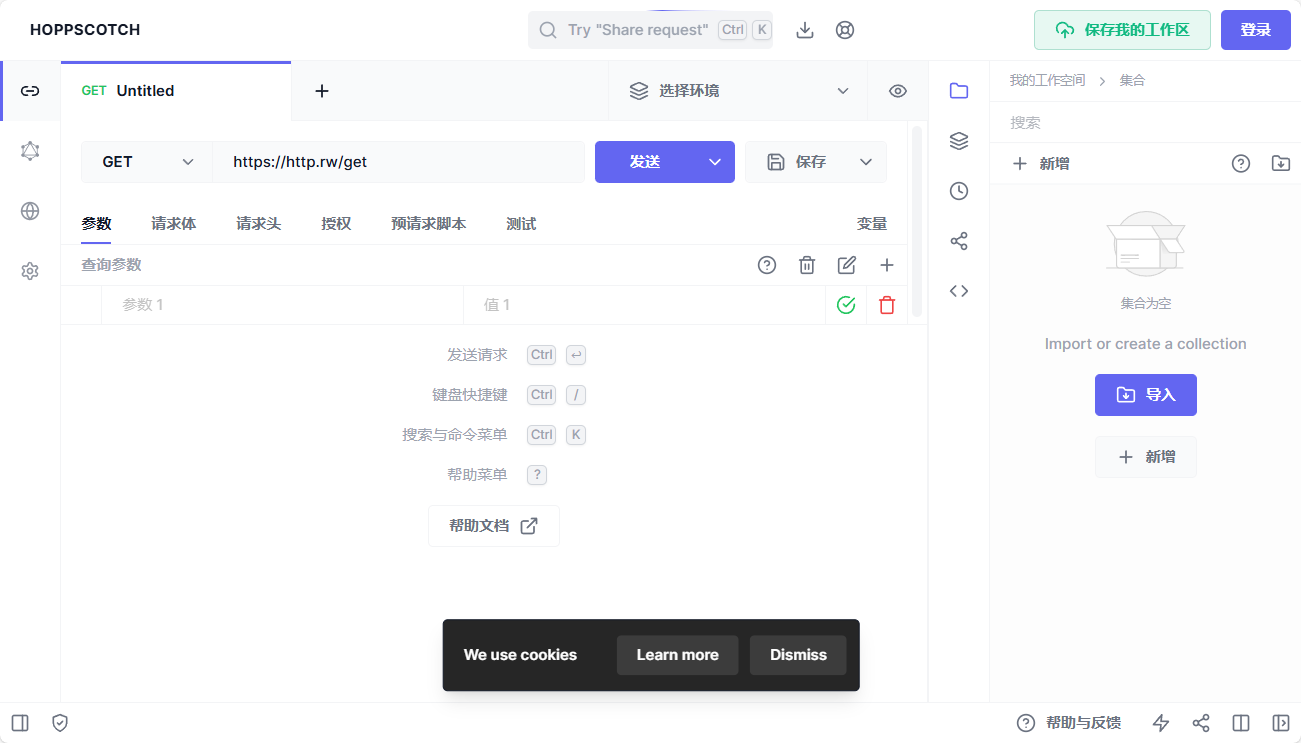 HOPPSCOTCH
Try "Share request" Ctrl K
保存我的工作区
登录
GET Untitled
选择环境
我的工作空间 > 集合
搜索
GET
https://http.rw/get
发送
保存
新增
参数 请求体 请求头 授权 预请求脚本 测试 变量
查询参数
参数 1 值 1
集合为空
Import or create a collection
导入
新增
发送请求 Ctrl ↩
键盘快捷键 Ctrl /
搜索与命令菜单 Ctrl K
帮助菜单 ?
帮助文档
We use cookies Learn more Dismiss
帮助与反馈